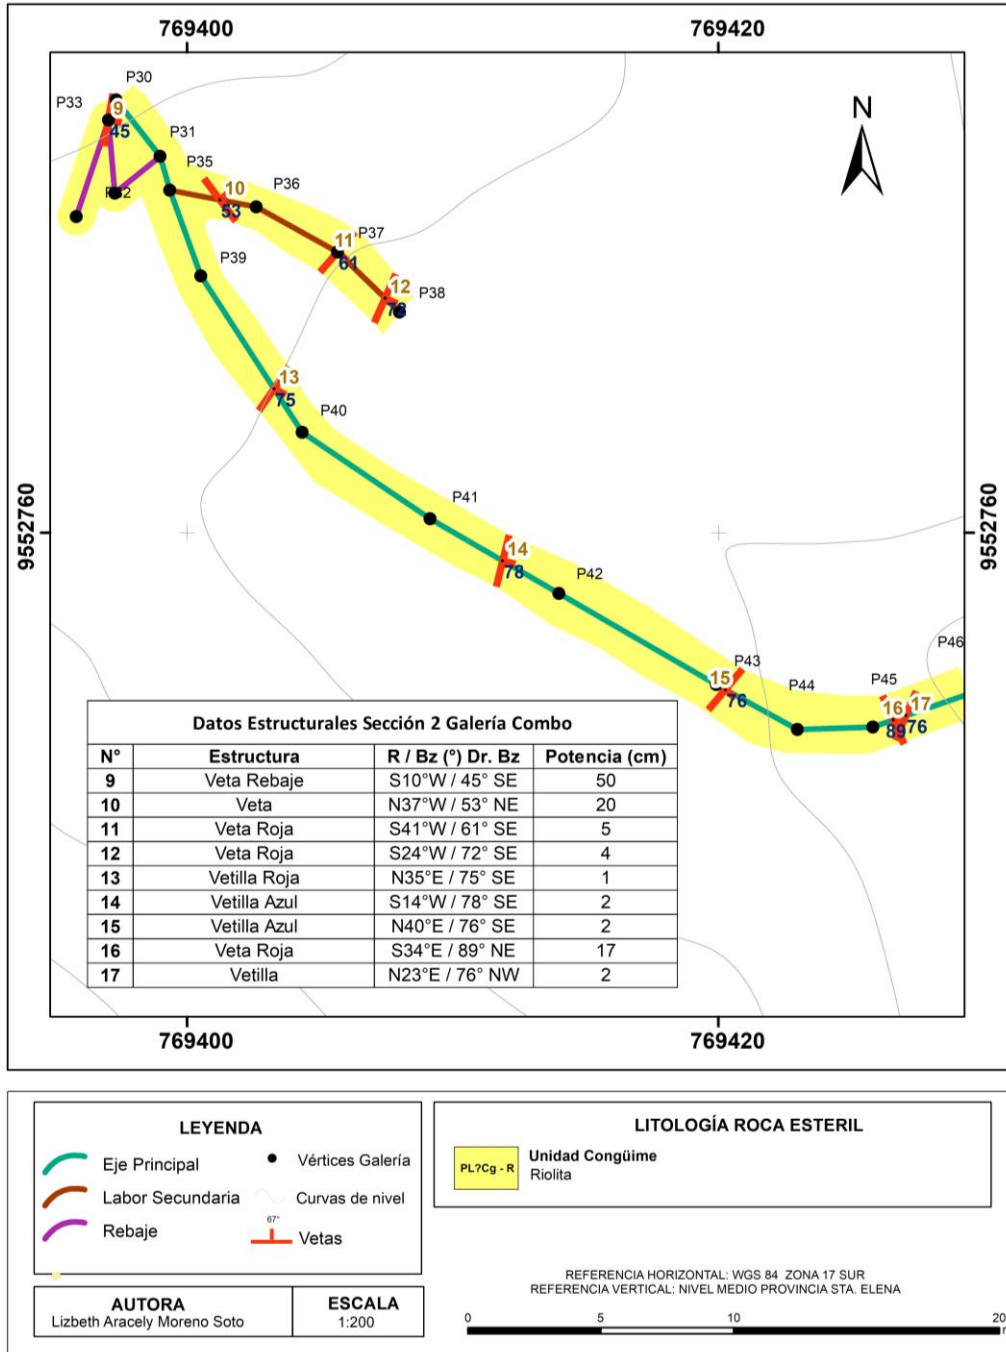 769400 769420
P30
P33
9
45
P31
P35
10
P36
53
P37
11
61
12
P38
P39
13
75
P40
N
9552760
9552760
P41
14
78
P42
P43
15
76
P44
P45
P46
16
17
89
76
Datos Estructurales Sección 2 Galería Combo
N° Estructura R / Bz (°) Dr. Bz Potencia (cm)
9 Veta Rebaje S10°W / 45° SE 50
10 Veta N37°W / 53° NE 20
11 Veta Roja S41°W / 61° SE 5
12 Veta Roja S24°W / 72° SE 4
13 Vetilla Roja N35°E / 75° SE 1
14 Vetilla Azul S14°W / 78° SE 2
15 Vetilla Azul N40°E / 76° SE 2
16 Veta Roja S34°E / 89° NE 17
17 Vetilla N23°E / 76° NW 2
769400 769420
LEYENDA
Eje Principal
Labor Secundaria
Rebaje
Vértices Galería
Curvas de nivel
67°
Vetas
LITOLOGÍA ROCA ESTERIL
PL?Cg - R
Unidad Congüime
Riolita
AUTORA
Lizbeth Aracely Moreno Soto
ESCALA
1:200
REFERENCIA HORIZONTAL: WGS 84 ZONA 17 SUR
REFERENCIA VERTICAL: NIVEL MEDIO PROVINCIA STA. ELENA
0 5 10 20